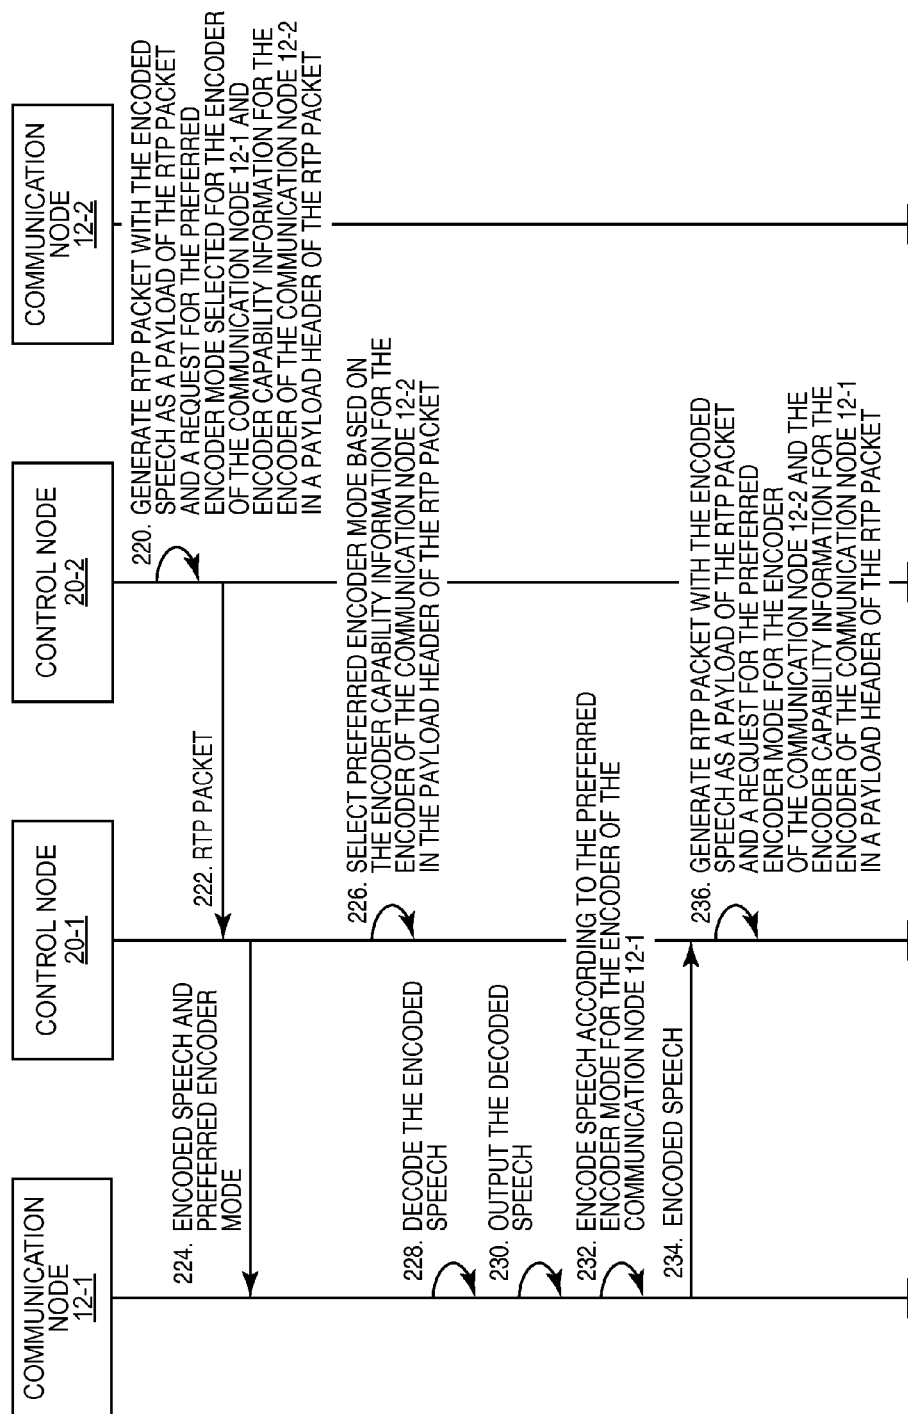 COMMUNICATION
NODE
12-1
CONTROL NODE
20-1
CONTROL NODE
20-2
COMMUNICATION
NODE
12-2
220. GENERATE RTP PACKET WITH THE ENCODED
SPEECH AS A PAYLOAD OF THE RTP PACKET
AND A REQUEST FOR THE PREFERRED
ENCODER MODE SELECTED FOR THE ENCODER
OF THE COMMUNICATION NODE 12-1 AND
ENCODER CAPABILITY INFORMATION FOR THE
ENCODER OF THE COMMUNICATION NODE 12-2
IN A PAYLOAD HEADER OF THE RTP PACKET
222. RTP PACKET
224. ENCODED SPEECH AND
PREFERRED ENCODER
MODE
226. SELECT PREFERRED ENCODER MODE BASED ON
THE ENCODER CAPABILITY INFORMATION FOR THE
ENCODER OF THE COMMUNICATION NODE 12-2
IN THE PAYLOAD HEADER OF THE RTP PACKET
228. DECODE THE ENCODED
SPEECH
230. OUTPUT THE DECODED
SPEECH
232. ENCODE SPEECH ACCORDING TO THE PREFERRED
ENCODER MODE FOR THE ENCODER OF THE
COMMUNICATION NODE 12-1
234. ENCODED SPEECH
236. GENERATE RTP PACKET WITH THE ENCODED
SPEECH AS A PAYLOAD OF THE RTP PACKET
AND A REQUEST FOR THE PREFERRED
ENCODER MODE FOR THE ENCODER
OF THE COMMUNICATION NODE 12-2 AND THE
ENCODER CAPABILITY INFORMATION FOR THE
ENCODER OF THE COMMUNICATION NODE 12-1
IN A PAYLOAD HEADER OF THE RTP PACKET